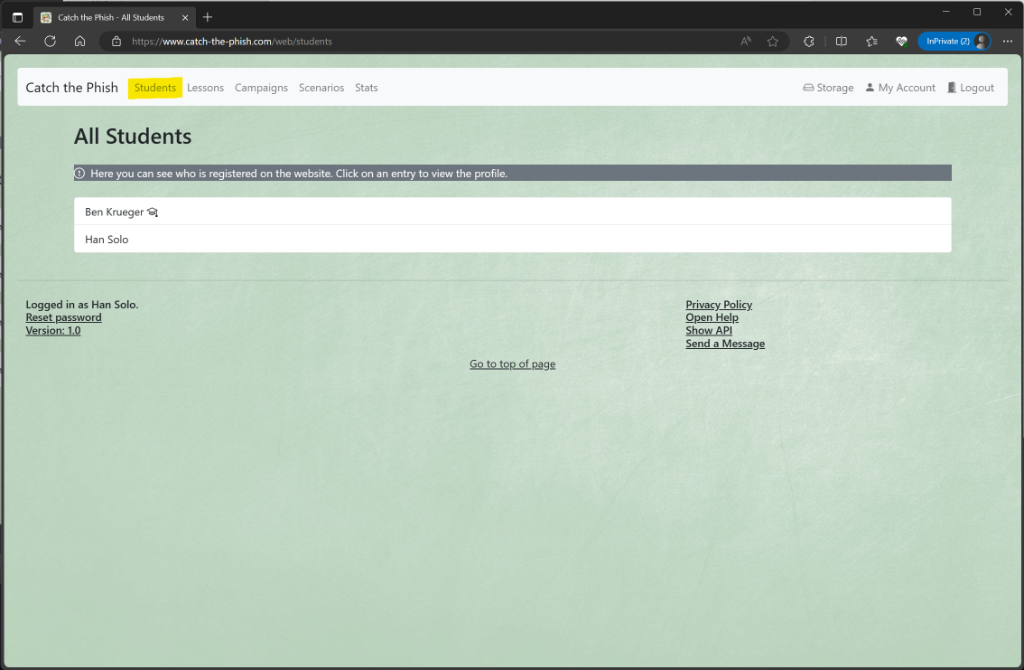 Catch the Phish - All Students
https://www.catch-the-phish.com/web/students
InPrivate (2)
Catch the Phish Students Lessons Campaigns Scenarios Stats Storage My Account Logout
All Students
Here you can see who is registered on the website. Click on an entry to view the profile.
Ben Krueger
Han Solo
Logged in as Han Solo.
Reset password
Version: 1.0
Privacy Policy
Open Help
Show API
Send a Message
Go to top of page